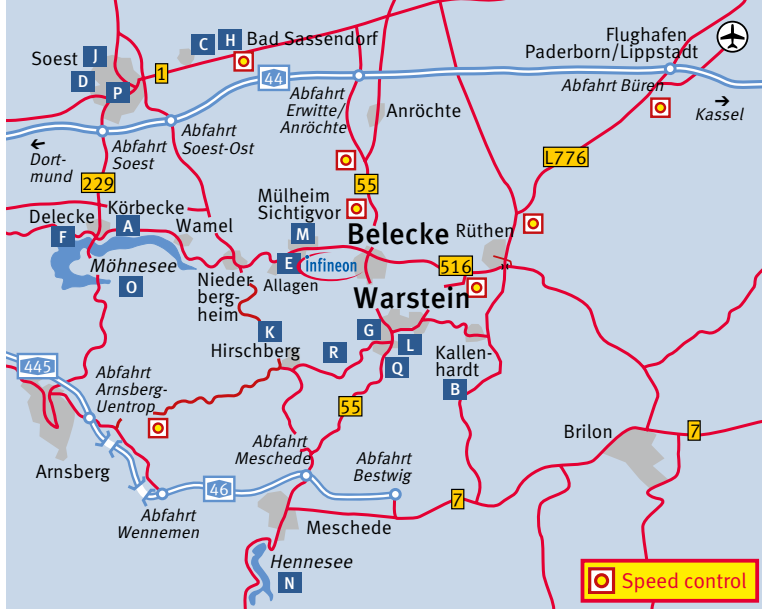 Flughafen
Paderborn/Lippstadt
Soest
J
C
H
Bad Sassendorf
D
P
1
44
Abfahrt Büren
Abfahrt
Erwitte/
Anröchte
Anröchte
→
Kassel
Abfahrt
Soest-Ost
Abfahrt
Soest
←
Dort-
mund
L776
229
55
Mülheim
Sichtigvor
Körbecke
Delecke
A
Wamel
F
M
Belecke
Rüthen
Möhnesee
O
E
infineon
Allagen
516
Nieder
berg-
heim
Warstein
K
G
Hirschberg
R
L
Q
Kallen-
hardt
B
445
Abfahrt
Arnsberg-
Uentrop
55
7
Brilon
Arnsberg
Abfahrt
Meschede
Abfahrt
Bestwig
46
7
Abfahrt
Wennemen
Meschede
Hennesee
N
Speed control